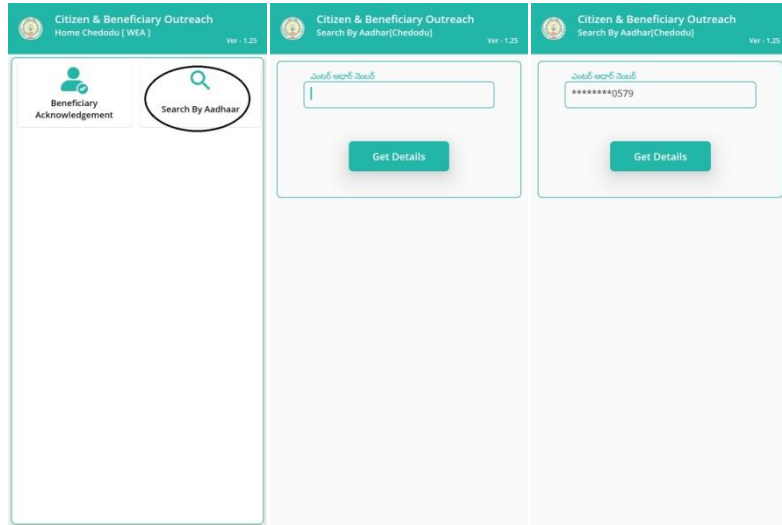 Citizen & Beneficiary Outreach
Home Chedodu [ WEA ]
Ver - 1.25
Beneficiary
Acknowledgement
Search By Aadhaar
Citizen & Beneficiary Outreach
Search By Aadhar[Chedodu]
Ver - 1.25
ఎంటర్ ఆధార్ నెంబర్
Get Details
Citizen & Beneficiary Outreach
Search By Aadhar[Chedodu]
Ver - 1.25
ఎంటర్ ఆధార్ నెంబర్
********0579
Get Details